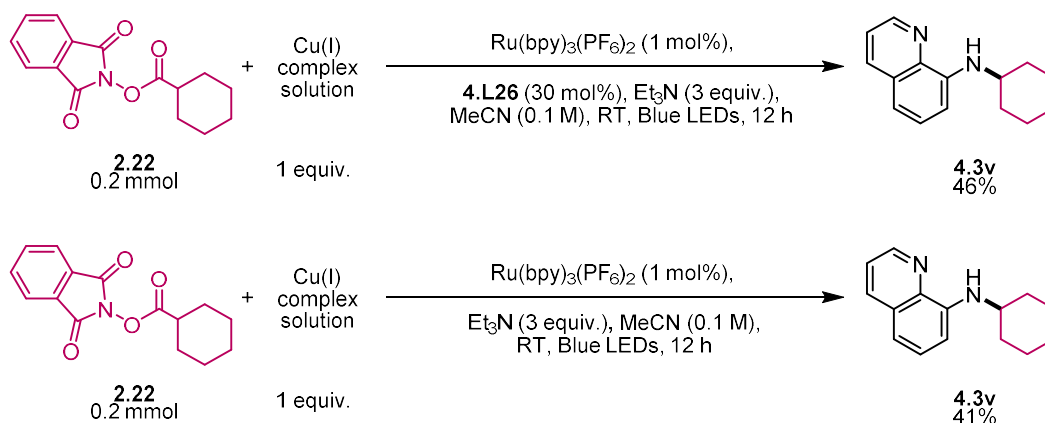 O
N
O
O
O
+
Cu(I)
complex
solution
Ru(bpy)₃(PF₆)₂ (1 mol%),
4.L26 (30 mol%), Et₃N (3 equiv.),
MeCN (0.1 M), RT, Blue LEDs, 12 h
N
H
N
2.22
0.2 mmol
1 equiv.
4.3v
46%
O
N
O
O
O
+
Cu(I)
complex
solution
Ru(bpy)₃(PF₆)₂ (1 mol%),
Et₃N (3 equiv.), MeCN (0.1 M),
RT, Blue LEDs, 12 h
N
H
N
2.22
0.2 mmol
1 equiv.
4.3v
41%